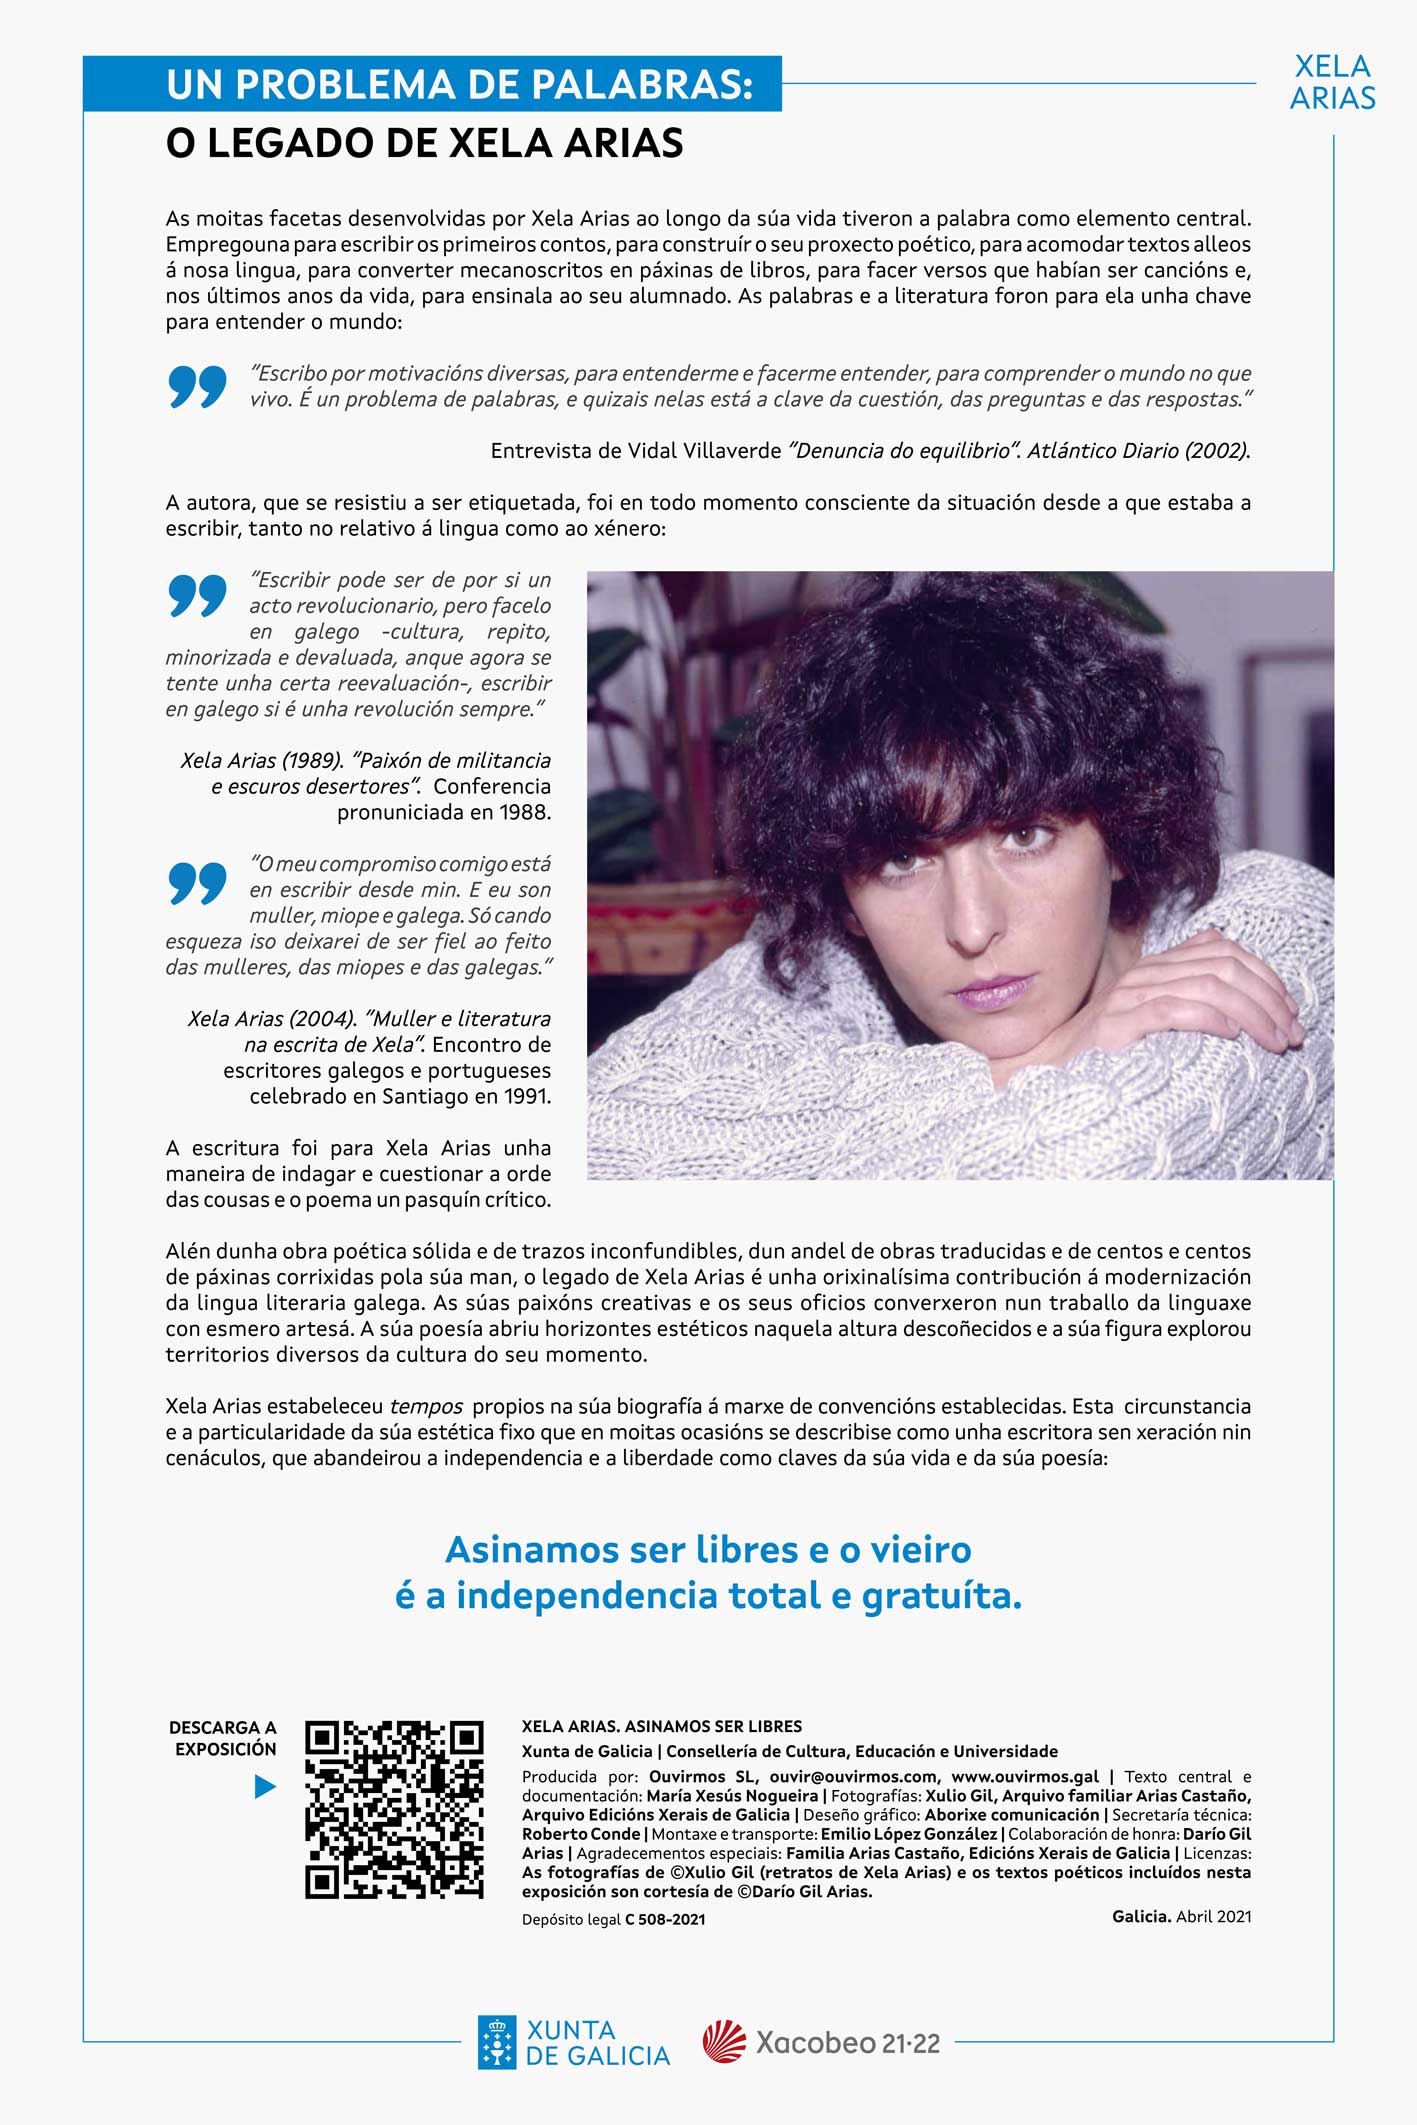 UN PROBLEMA DE PALABRAS:
O LEGADO DE XELA ARIAS
XELA
ARIAS
As moitas facetas desenvolvidas por Xela Arias ao longo da súa vida tiveron a palabra como elemento central.
Empregouna para escribir os primeiros contos, para construír o seu proxecto poético, para acomodar textos alleos
á nosa lingua, para converter mecanoscritos en páxinas de libros, para facer versos que habían ser cancións e,
nos últimos anos da vida, para ensinala ao seu alumnado. As palabras e a literatura foron para ela unha chave
para entender o mundo:
"Escribo por motivacións diversas, para entenderme e facerme entender, para comprender o mundo no que
vivo. É un problema de palabras, e quizais nelas está a clave da cuestión, das preguntas e das respostas."
Entrevista de Vidal Villaverde "Denuncia do equilibrio". Atlántico Diario (2002).
A autora, que se resistiu a ser etiquetada, foi en todo momento consciente da situación desde a que estaba a
escribir, tanto no relativo á lingua como ao xénero:
"Escribir pode ser de por si un
acto revolucionario, pero facelo
en galego -cultura, repito,
minorizada e devaluada, anque agora se
tente unha certa reevaluación-, escribir
en galego si é unha revolución sempre."
Xela Arias (1989). "Paixón de militancia
e escuros desertores". Conferencia
pronuniciada en 1988.
"O meu compromiso comigo está
en escribir desde min. E eu son
muller, miope e galega. Só cando
esqueza iso deixarei de ser fiel ao feito
das mulleres, das miopes e das galegas."
Xela Arias (2004). "Muller e literatura
na escrita de Xela". Encontro de
escritores galegos e portugueses
celebrado en Santiago en 1991.
A escritura foi para Xela Arias unha
maneira de indagar e cuestionar a orde
das cousas e o poema un pasquín crítico.
Alén dunha obra poética sólida e de trazos inconfundibles, dun andel de obras traducidas e de centos e centos
de páxinas corrixidas pola súa man, o legado de Xela Arias é unha orixinalísima contribución á modernización
da lingua literaria galega. As súas paixóns creativas e os seus oficios converxeron nun traballo da linguaxe
con esmero artesá. A súa poesía abriu horizontes estéticos naquela altura descoñecidos e a súa figura explorou
territorios diversos da cultura do seu momento.
Xela Arias estabeleceu tempos propios na súa biografía á marxe de convencións establecidas. Esta circunstancia
e a particularidade da súa estética fixo que en moitas ocasións se describise como unha escritora sen xeración nin
cenáculos, que abandeirou a independencia e a liberdade como claves da súa vida e da súa poesía:
Asinamos ser libres e o vieiro
é a independencia total e gratuíta.
DESCARGA A
EXPOSICIÓN
XELA ARIAS. ASINAMOS SER LIBRES
Xunta de Galicia | Consellería de Cultura, Educación e Universidade
Producida por: Ouvirmos SL, ouvir@ouvirmos.com, www.ouvirmos.gal | Texto central e
documentación: María Xesús Nogueira | Fotografías: Xulio Gil, Arquivo familiar Arias Castaño,
Arquivo Edicións Xerais de Galicia | Deseño gráfico: Aborixe comunicación | Secretaría técnica:
Roberto Conde | Montaxe e transporte: Emilio López González | Colaboración de honra: Darío Gil
Arias | Agradecementos especiais: Familia Arias Castaño, Edicións Xerais de Galicia | Licenzas:
As fotografías de ©Xulio Gil (retratos de Xela Arias) e os textos poéticos incluídos nesta
exposición son cortesía de ©Darío Gil Arias.
Depósito legal C 508-2021
Galicia. Abril 2021
XUNTA
DE GALICIA
Xacobeo 21·22